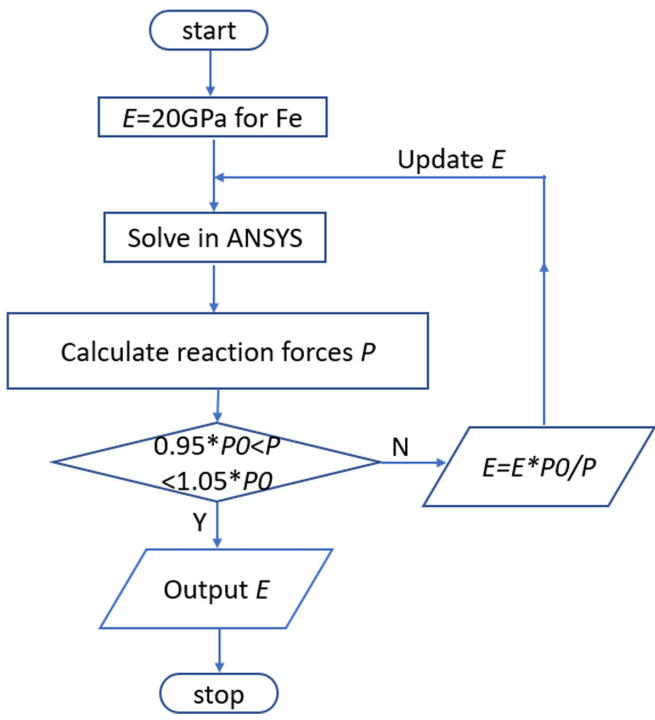 start
E=20GPa for Fe
Update E
Solve in ANSYS
Calculate reaction forces P
0.95*P0<P
<1.05*P0
N
E=E*P0/P
Y
Output E
stop